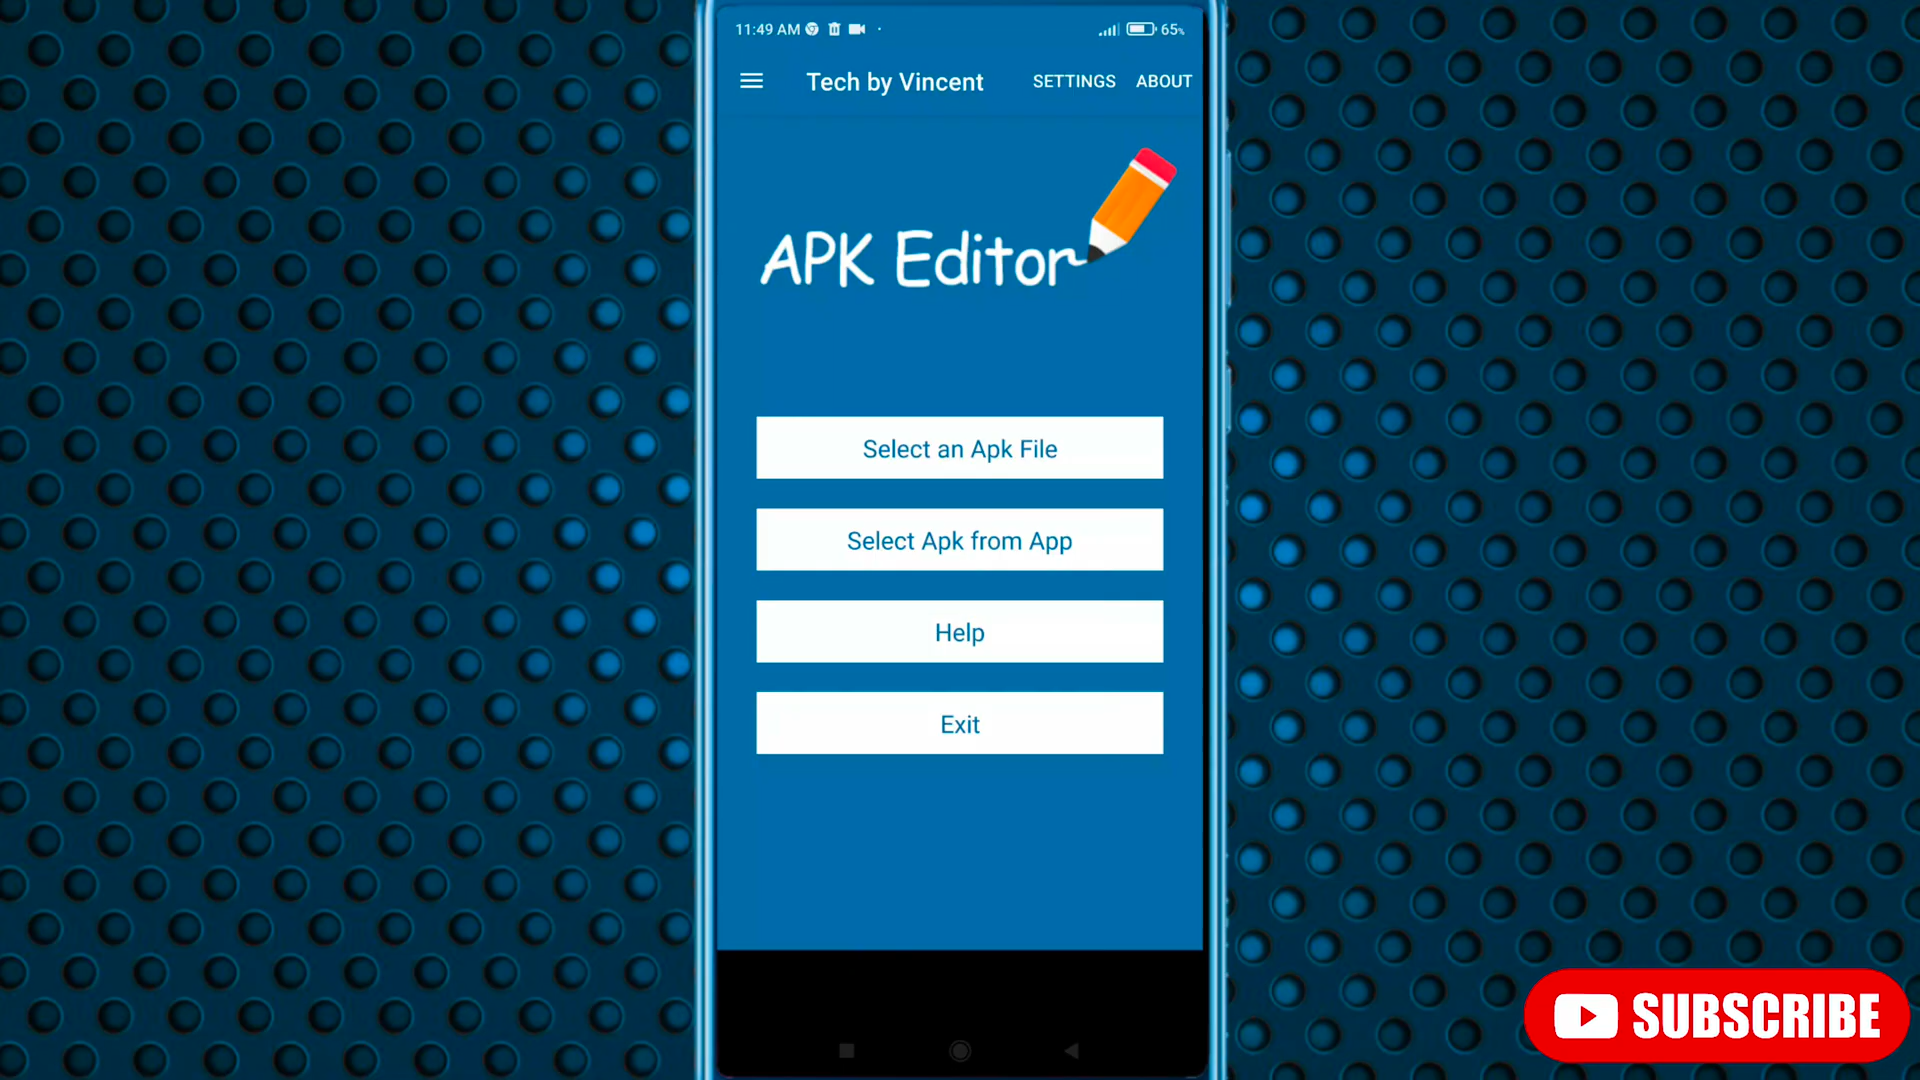 11:49 AM
65%
Tech by Vincent SETTINGS ABOUT
APK Editor
Select an Apk File
Select Apk from App
Help
Exit
SUBSCRIBE